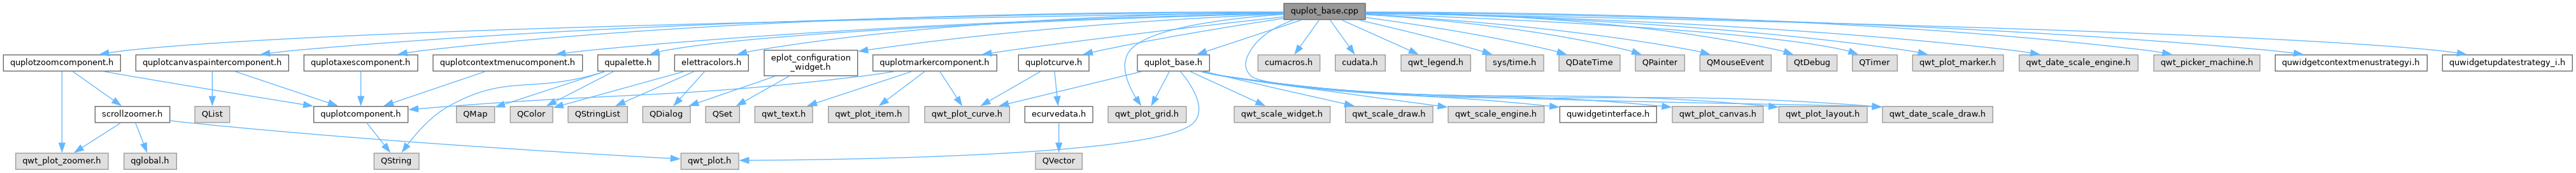 quplot_base.cpp
quplotzoomcomponent.h
quplotcanvaspaintercomponent.h
quplotaxescomponent.h
quplotcontextmenucomponent.h
qupalette.h
elettracolors.h
eplot_configuration
_widget.h
quplotmarkercomponent.h
quplotcurve.h
quplot_base.h
cumacros.h
cudata.h
qwt_legend.h
sys/time.h
QDateTime
QPainter
QMouseEvent
QtDebug
QTimer
qwt_plot_marker.h
qwt_date_scale_engine.h
qwt_picker_machine.h
quwidgetcontextmenustrategyi.h
quwidgetupdatestrategy_i.h
scrollzoomer.h
QList
quplotcomponent.h
QMap
QColor
QStringList
QDialog
QSet
qwt_text.h
qwt_plot_item.h
qwt_plot_curve.h
ecurvedata.h
qwt_plot_grid.h
qwt_scale_widget.h
qwt_scale_draw.h
qwt_scale_engine.h
quwidgetinterface.h
qwt_plot_canvas.h
qwt_plot_layout.h
qwt_date_scale_draw.h
qwt_plot_zoomer.h
qglobal.h
QString
qwt_plot.h
QVector